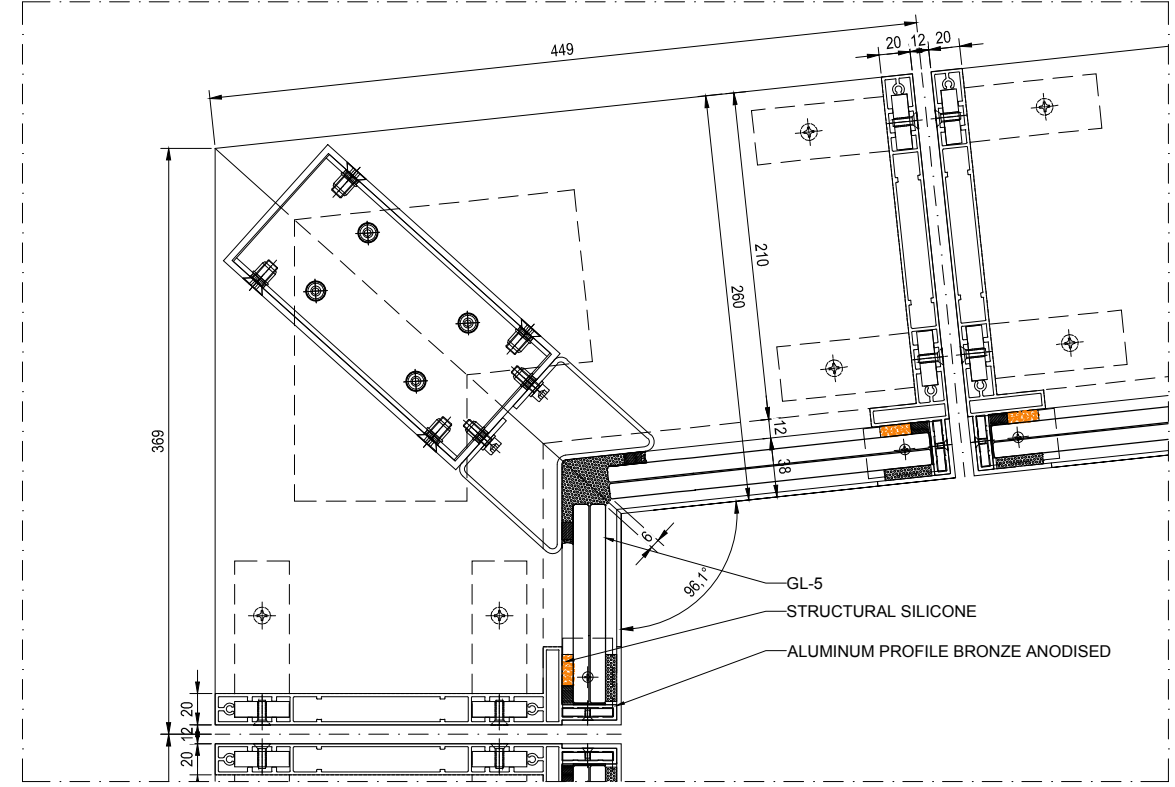 449
20 12 20
210
260
369
12
38
6
96,1°
GL-5
STRUCTURAL SILICONE
ALUMINUM PROFILE BRONZE ANODISED
20
12
20